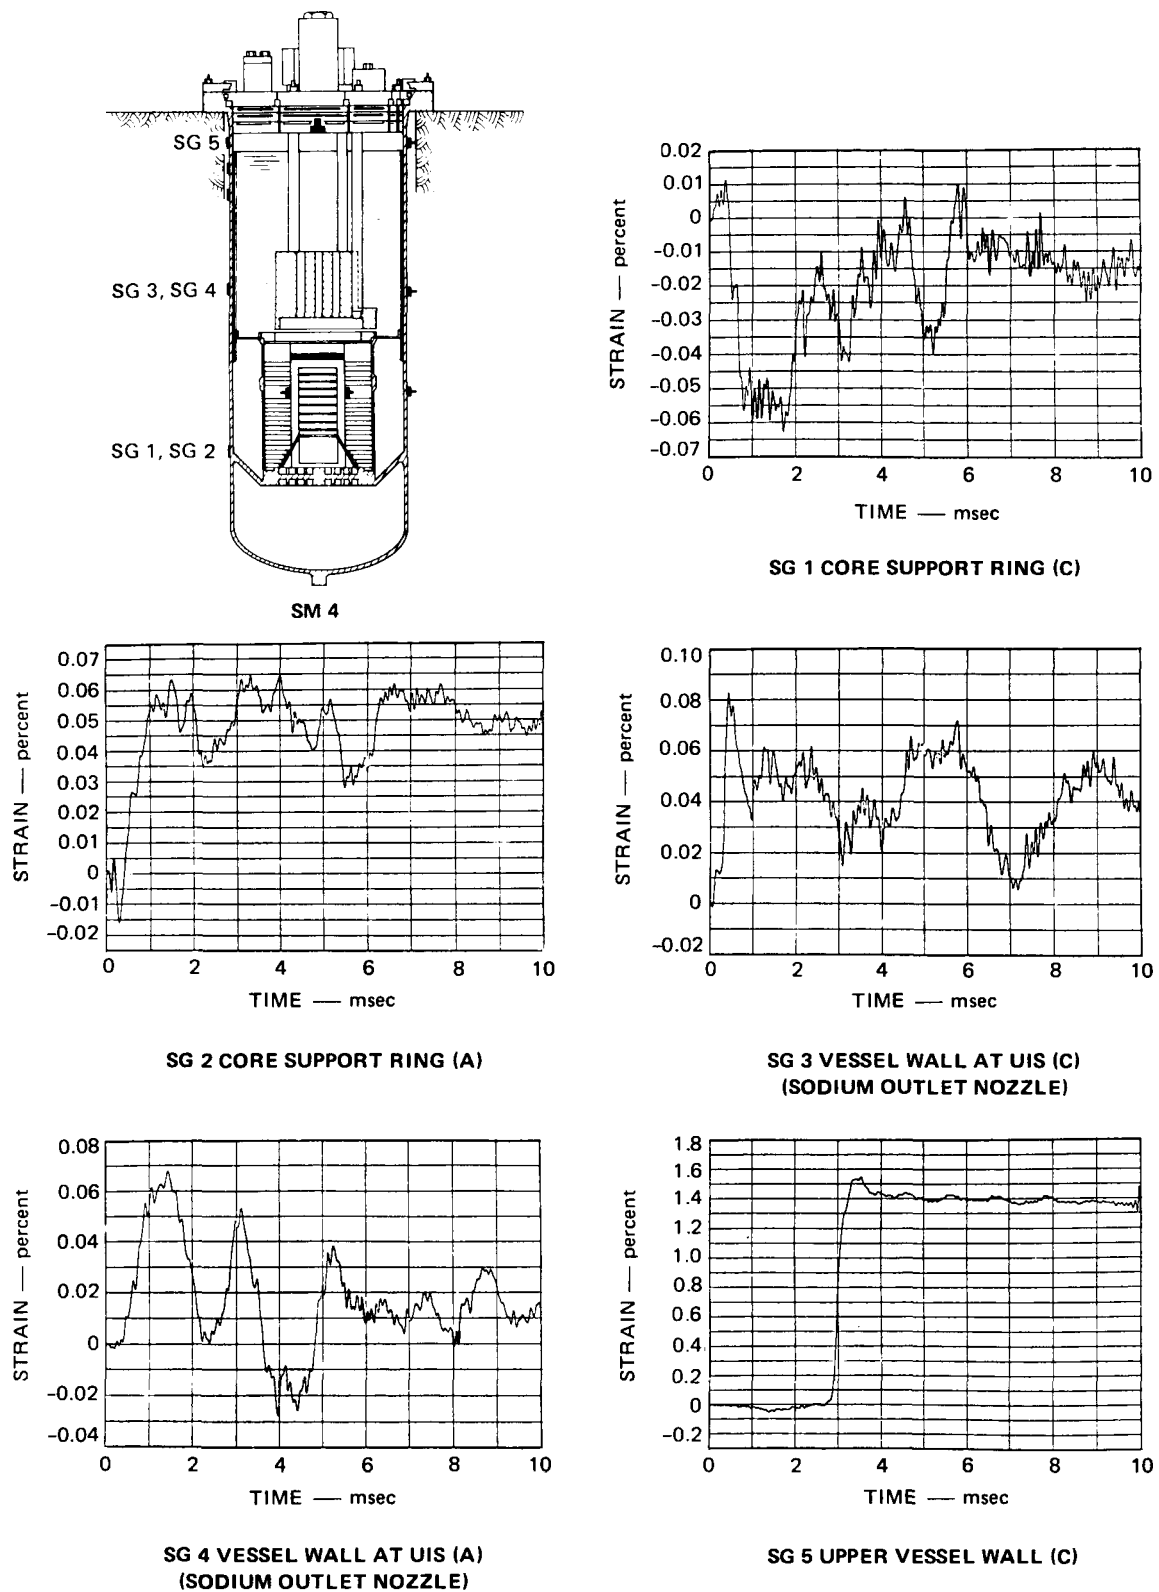 SG 5
SG 3, SG 4
SG 1, SG 2
SM 4
0.02
0.01
0
-0.01
-0.02
-0.03
-0.04
-0.05
-0.06
-0.07
STRAIN — percent
0 2 4 6 8 10
TIME — msec
SG 1 CORE SUPPORT RING (C)
0.07
0.06
0.05
0.04
0.03
0.02
0.01
0
-0.01
-0.02
STRAIN — percent
0 2 4 6 8 10
TIME — msec
SG 2 CORE SUPPORT RING (A)
0.10
0.08
0.06
0.04
0.02
0
-0.02
STRAIN — percent
0 2 4 6 8 10
TIME — msec
SG 3 VESSEL WALL AT UIS (C)
(SODIUM OUTLET NOZZLE)
0.08
0.06
0.04
0.02
0
-0.02
-0.04
STRAIN — percent
0 2 4 6 8 10
TIME — msec
SG 4 VESSEL WALL AT UIS (A)
(SODIUM OUTLET NOZZLE)
1.8
1.6
1.4
1.2
1.0
0.8
0.6
0.4
0.2
0
-0.2
STRAIN — percent
0 2 4 6 8 10
TIME — msec
SG 5 UPPER VESSEL WALL (C)